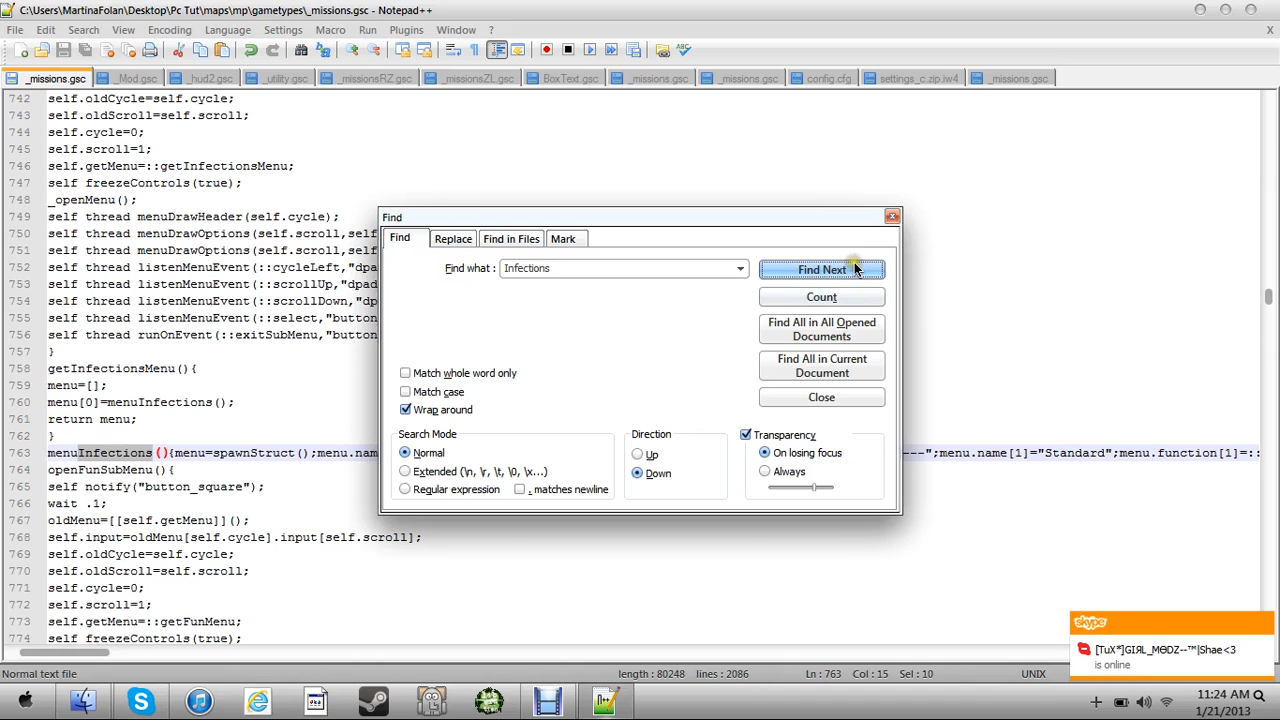 C:\Users\MartinaFolan\Desktop\Pc Tut\maps\mp\gametypes\_missions.gsc - Notepad++
File Edit Search View Encoding Language Settings Macro Run Plugins Window ? X
_missions.gsc _Mod.gsc _hud2.gsc _utility.gsc _missionsRZ.gsc _missionsZL.gsc BoxText.gsc _missions.gsc _missions.gsc config.cfg settings_c.zip.iw4 _missions.gsc
742 self.oldCycle=self.cycle;
743 self.oldScroll=self.scroll;
744 self.cycle=0;
745 self.scroll=1;
746 self.getMenu=::getInfectionsMenu;
747 self freezeControls(true);
748 _openMenu();
749 self thread menuDrawHeader(self.cycle);
750 self thread menuDrawOptions(self.scroll,self
751 self thread menuDrawOptions(self.scroll,self
752 self thread listenMenuEvent(::cycleLeft,"dpa
753 self thread listenMenuEvent(::scrollUp,"dpad
754 self thread listenMenuEvent(::scrollDown,"dp
755 self thread listenMenuEvent(::select,"button
756 self thread runOnEvent(::exitSubMenu,"button
757 }
758 getInfectionsMenu(){
759 menu=[];
760 menu[0]=menuInfections();
761 return menu;
762 }
763 menuInfections(){menu=spawnStruct();menu.nam ---";menu.name[1]="Standard";menu.function[1]=::
764 openFunSubMenu(){
765 self notify("button_square");
766 wait .1;
767 oldMenu=[[self.getMenu]]();
768 self.input=oldMenu[self.cycle].input[self.scroll];
769 self.oldCycle=self.cycle;
770 self.oldScroll=self.scroll;
771 self.cycle=0;
772 self.scroll=1;
773 self.getMenu=::getFunMenu;
774 self freezeControls(true);
Find
Find Replace Find in Files Mark
Find what : Infections Find Next
Count
Find All in All Opened
Documents
Find All in Current
Document
Close
Match whole word only
Match case
Wrap around
Search Mode Direction Transparency
Normal Up On losing focus
Extended (\n, \r, \t, \0, \x...) Down Always
Regular expression . matches newline
skype
[TuX*]GIЯL_MƟDZ--™|Shae<3
is online
Normal text file length : 80248 lines : 2086 Ln : 763 Col : 15 Sel : 10 UNIX
11:24 AM
1/21/2013